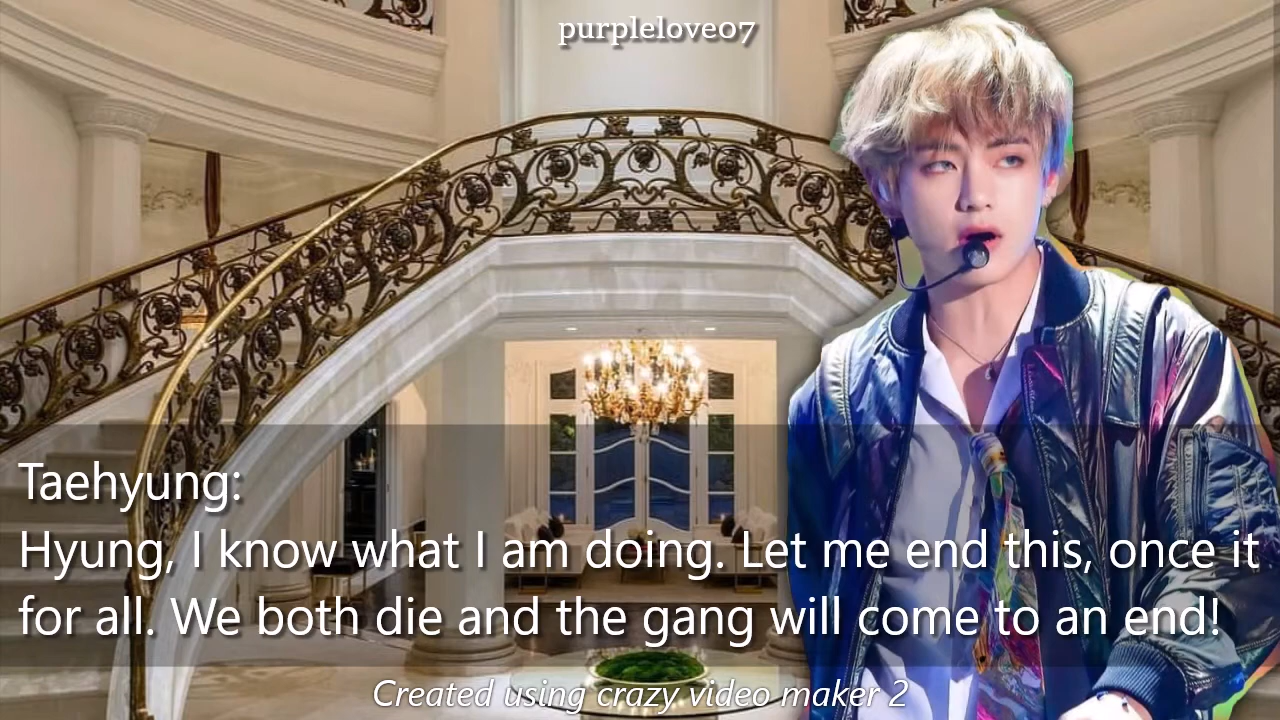 purplelove07
Taehyung:
Hyung, I know what I am doing. Let me end this, once it
for all. We both die and the gang will come to an end!
Created using crazy video maker 2